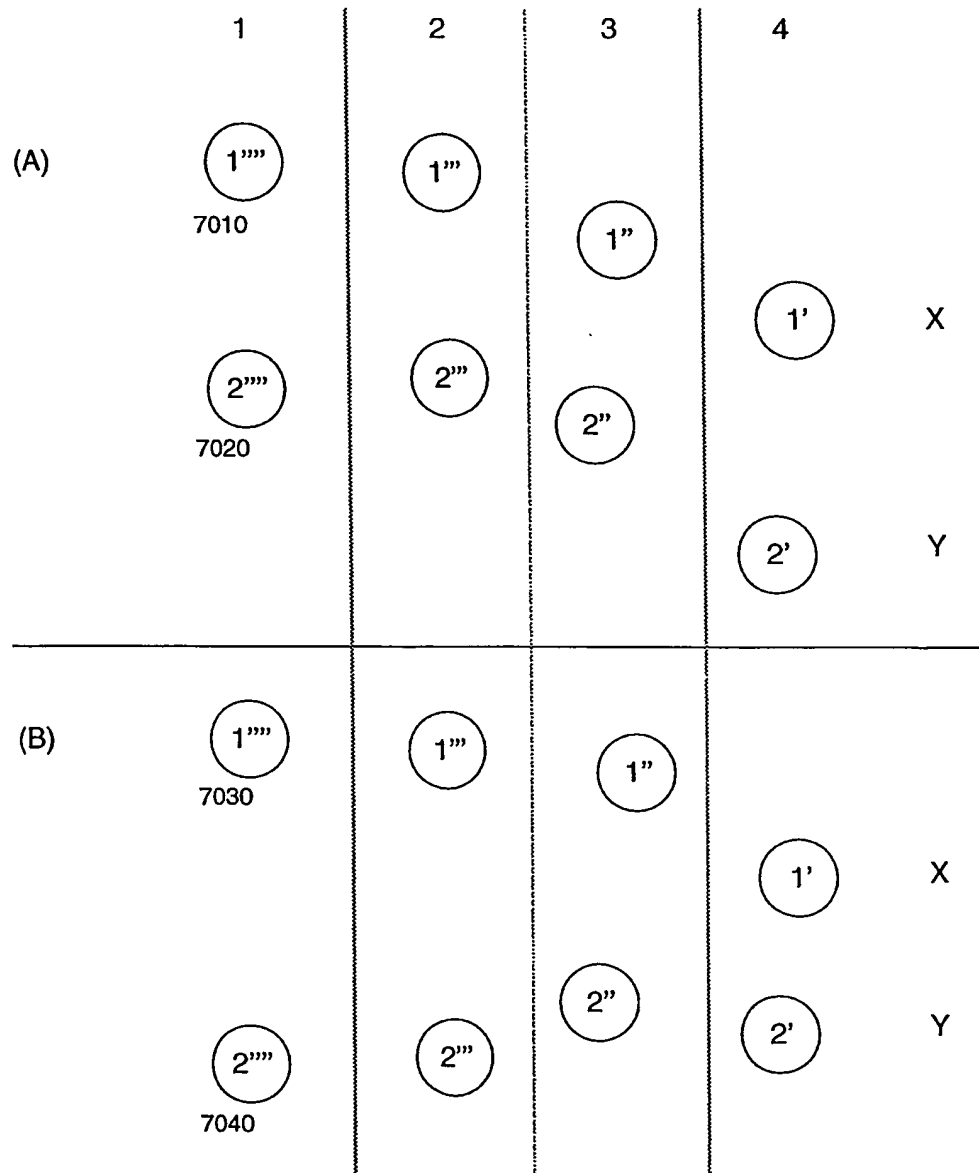 1 2 3 4
(A) 1””” 1”’
7010
1”
1’ X
2”” 2”’
7020
2”
2’ Y
(B) 1”” 1”’ 1”
7030
1’ X
2”
2’ Y
2”” 2”’
7040